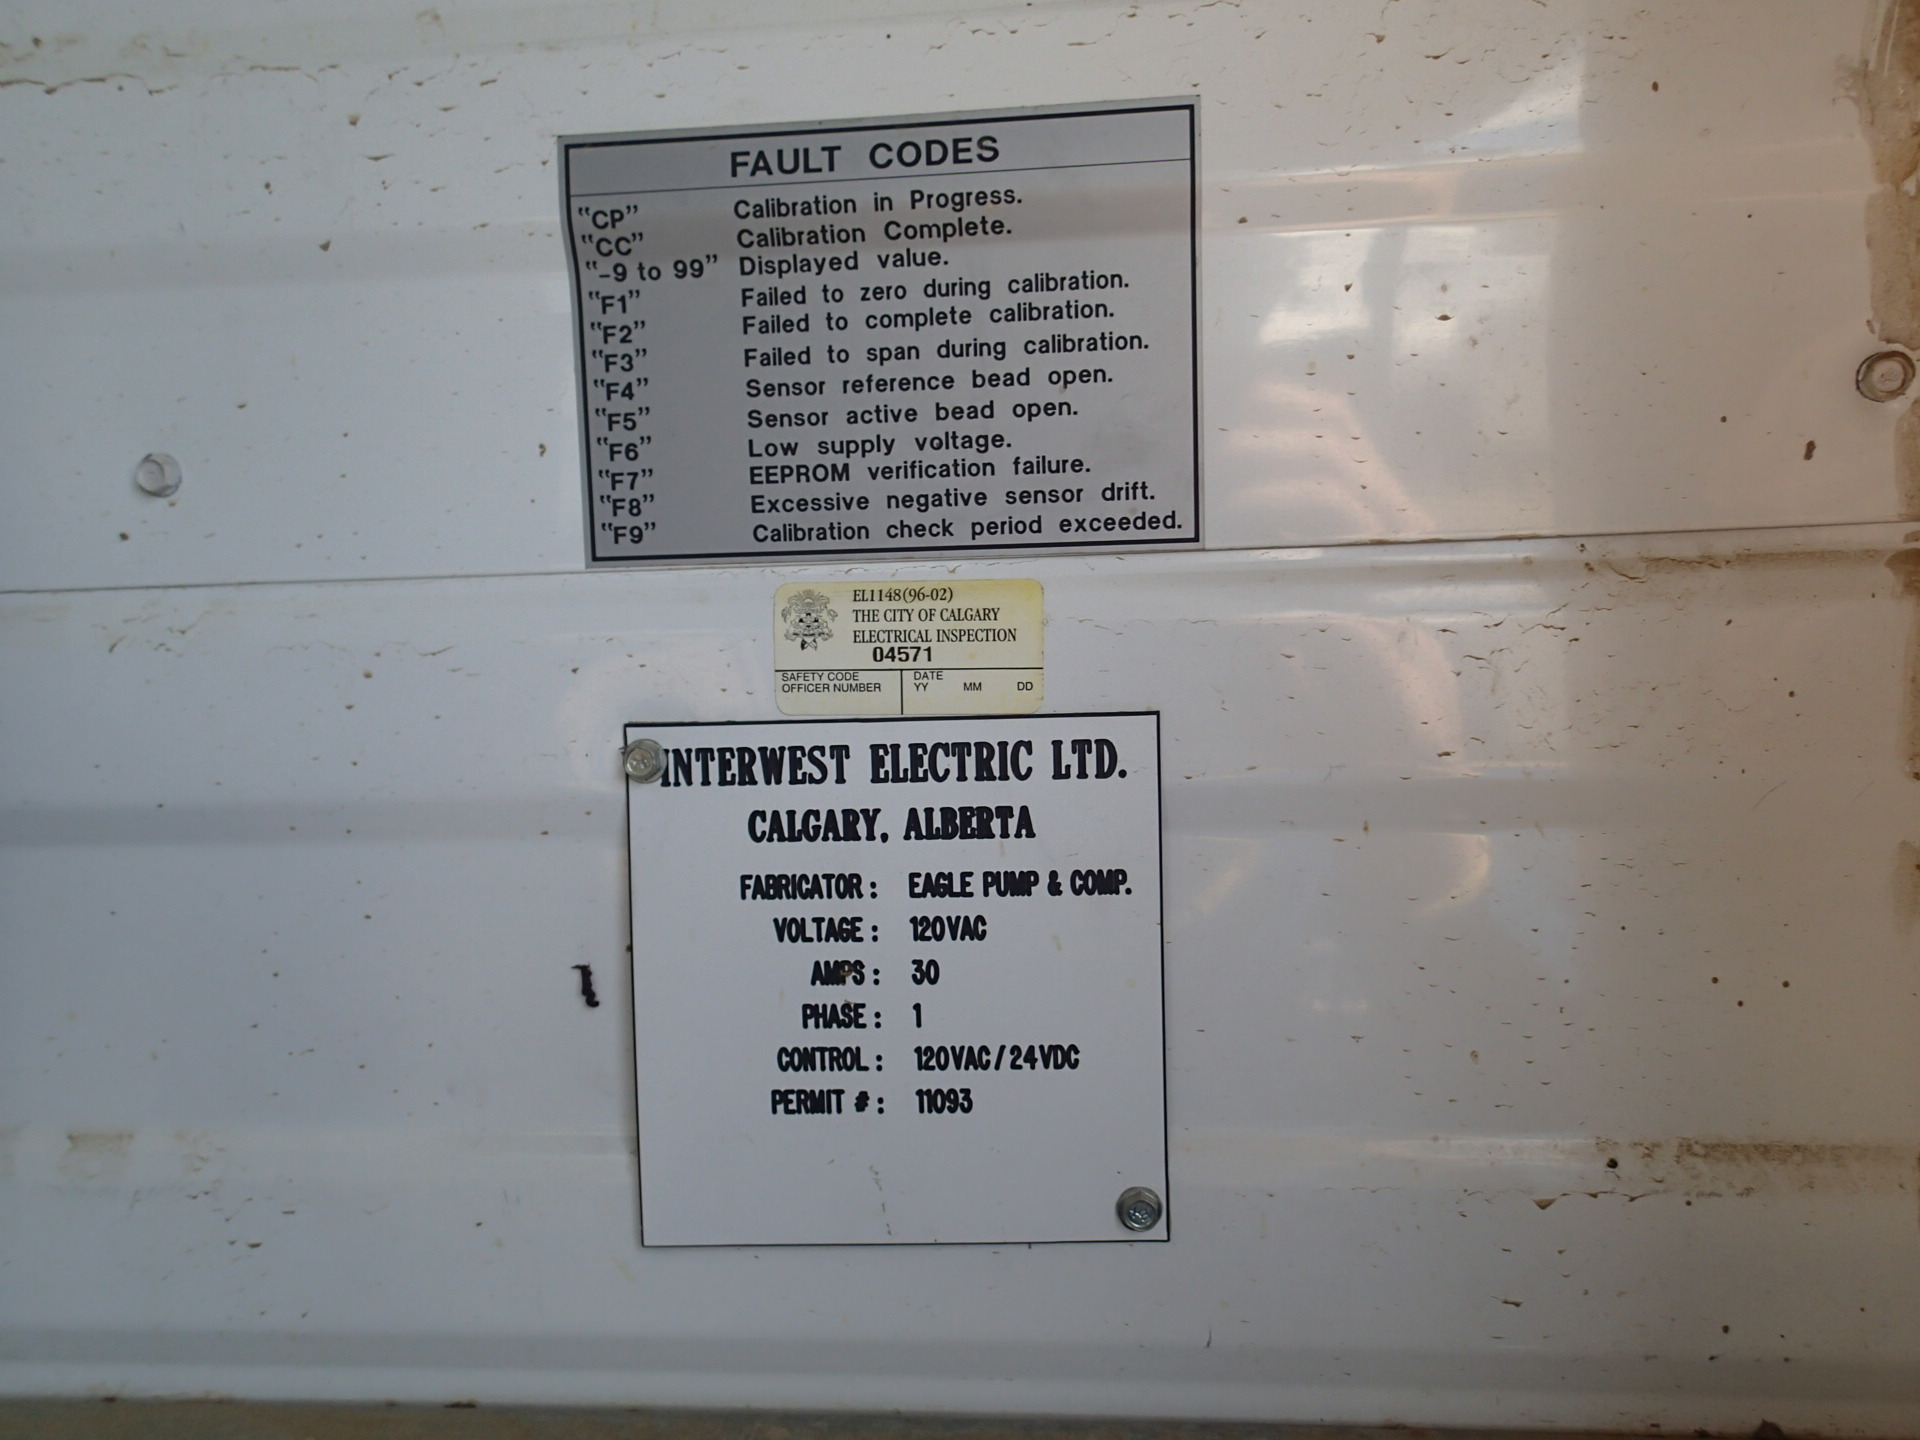 FAULT CODES
"CP" Calibration in Progress.
"CC" Calibration Complete.
"-9 to 99" Displayed value.
"F1" Failed to zero during calibration.
"F2" Failed to complete calibration.
"F3" Failed to span during calibration.
"F4" Sensor reference bead open.
"F5" Sensor active bead open.
"F6" Low supply voltage.
"F7" EEPROM verification failure.
"F8" Excessive negative sensor drift.
"F9" Calibration check period exceeded.
EL1148(96-02)
THE CITY OF CALGARY
ELECTRICAL INSPECTION
04571
SAFETY CODE
OFFICER NUMBER
DATE
YY MM DD
INTERWEST ELECTRIC LTD.
CALGARY, ALBERTA
FABRICATOR: EAGLE PUMP & COMP.
VOLTAGE: 120VAC
AMPS: 30
PHASE: 1
CONTROL: 120VAC/24VDC
PERMIT #: 11093